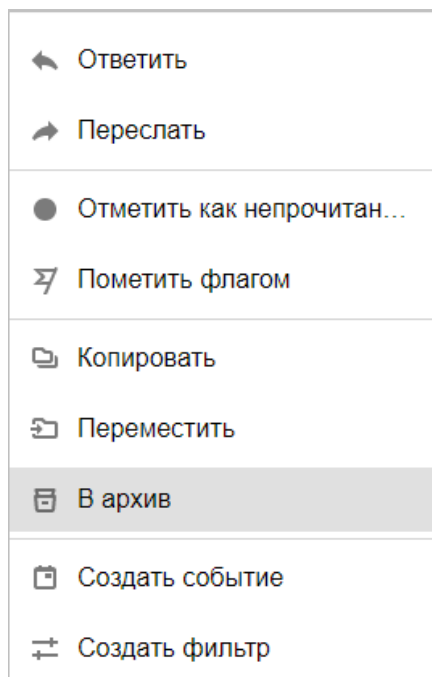 Ответить
Переслать
Отметить как непрочитан...
Пометить флагом
Копировать
Переместить
В архив
Создать событие
Создать фильтр